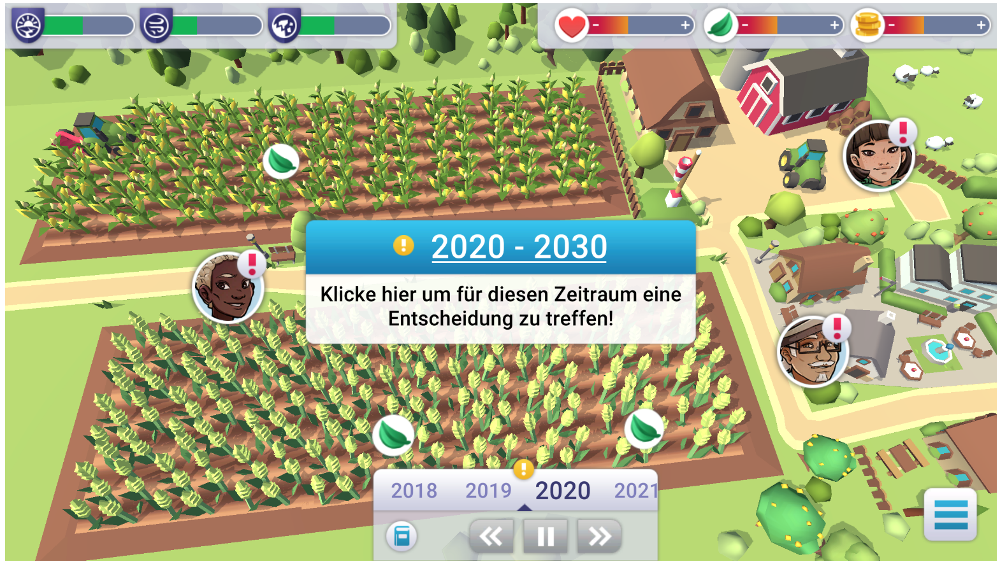 2020 - 2030
Klicke hier um für diesen Zeitraum eine
Entscheidung zu treffen!
2018 2019 2020 2021